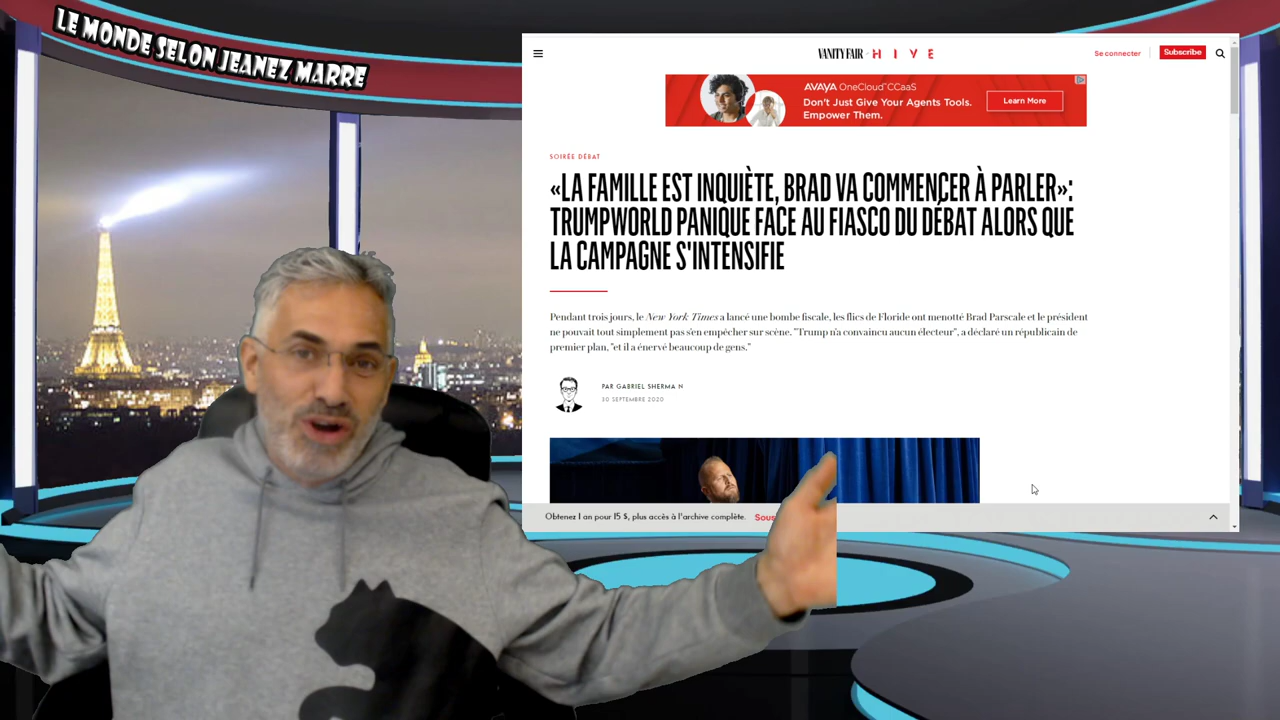 LE MONDE SELON JEANEZ MARRE
VANITY FAIR HIVE
Se connecter
Subscribe
AVAYA OneCloud™CCaaS
Don't Just Give Your Agents Tools.
Empower Them.
Learn More
SOIRÉE DÉBAT
«LA FAMILLE EST INQUIÈTE, BRAD VA COMMENCER À PARLER»:
TRUMPWORLD PANIQUE FACE AU FIASCO DU DÉBAT ALORS QUE
LA CAMPAGNE S'INTENSIFIE
Pendant trois jours, le New York Times a lancé une bombe fiscale, les flics de Floride ont menotté Brad Parscale et le président
ne pouvait tout simplement pas s'en empêcher sur scène. "Trump n'a convaincu aucun électeur", a déclaré un républicain de
premier plan, "et il a énervé beaucoup de gens."
PAR GABRIEL SHERMA N
30 SEPTEMBRE 2020
Obtenez 1 an pour 15 $, plus accès à l'archive complète.